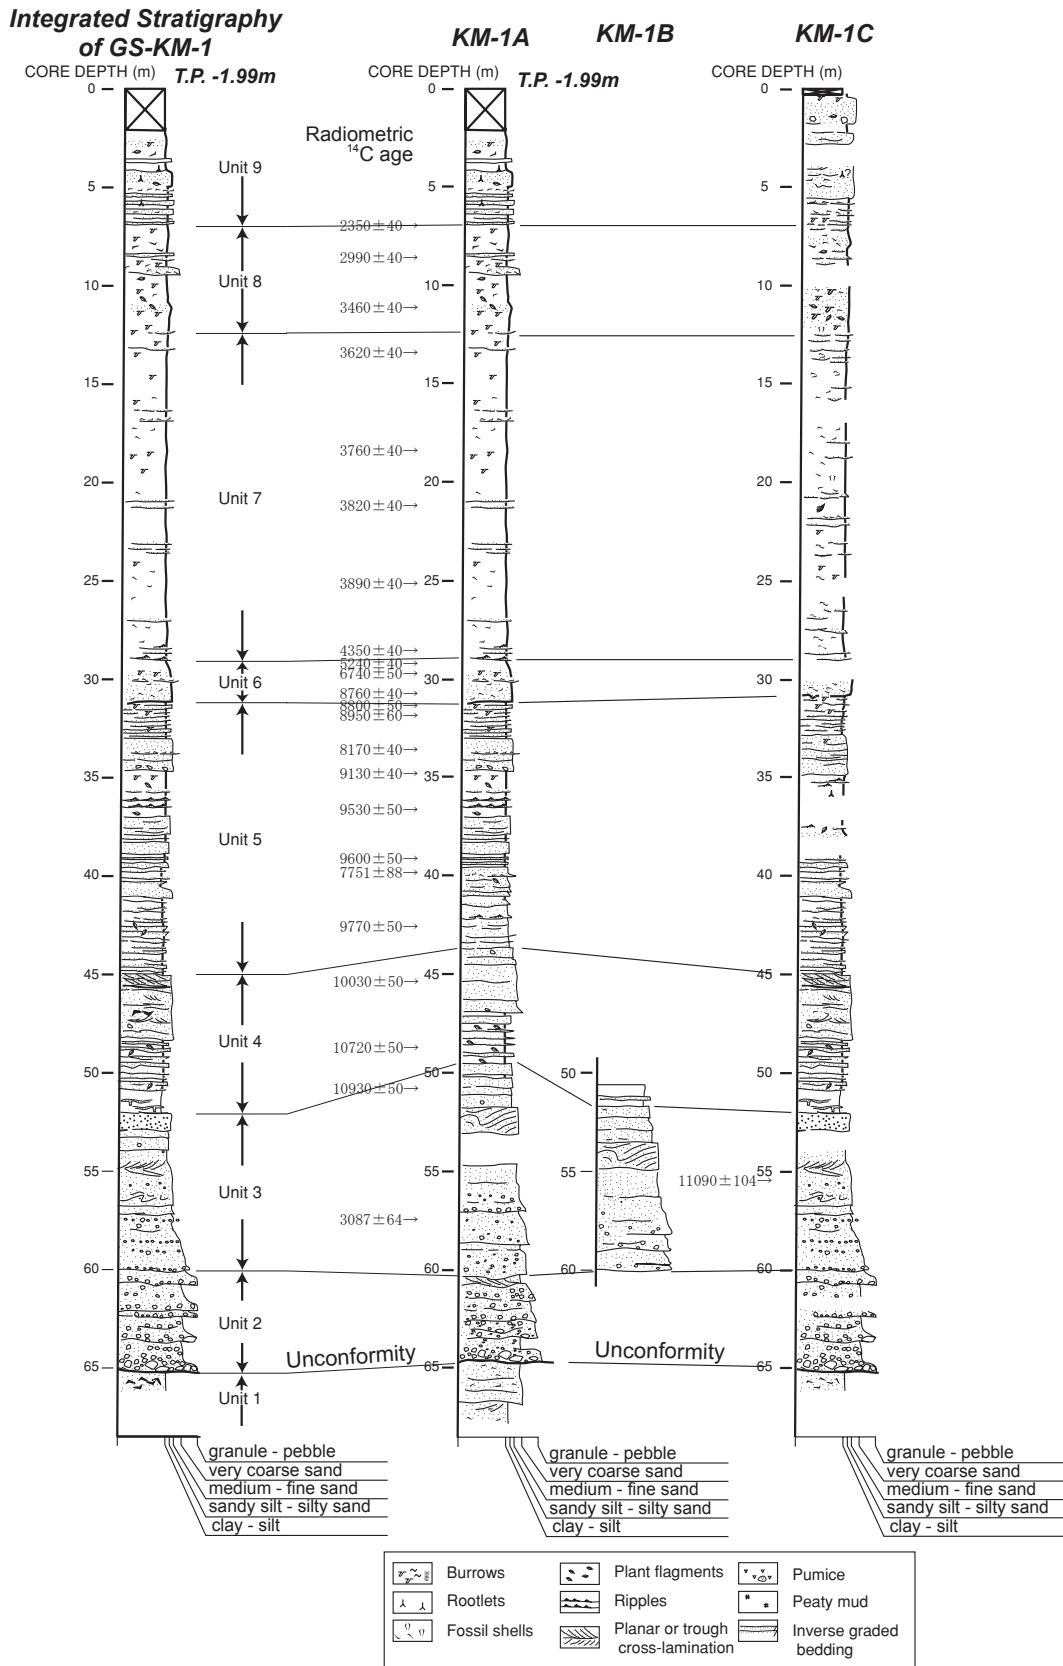 Integrated Stratigraphy
of GS-KM-1
KM-1A
KM-1B
KM-1C
CORE DEPTH (m)
T.P. -1.99m
CORE DEPTH (m)
T.P. -1.99m
CORE DEPTH (m)
0
5
10
15
20
25
30
35
40
45
50
55
60
65
Unit 9
Unit 8
Unit 7
Unit 6
Unit 5
Unit 4
Unit 3
Unit 2
Unit 1
Radiometric
14C age
2350±40→
2990±40→
3460±40→
3620±40→
3760±40→
3820±40→
3890±40→
4350±40→
5240±40→
6740±50→
8760±40→
8800±50→
8950±60→
8170±40→
9130±40→
9530±50→
9600±50→
7751±88→
9770±50→
10030±50→
10720±50→
10930±50→
3087±64→
0
5
10
15
20
25
30
35
40
45
50
55
60
65
50
55
60
11090±104→
0
5
10
15
20
25
30
35
40
45
50
55
60
65
?
Unconformity
Unconformity
granule - pebble
very coarse sand
medium - fine sand
sandy silt - silty sand
clay - silt
granule - pebble
very coarse sand
medium - fine sand
sandy silt - silty sand
clay - silt
granule - pebble
very coarse sand
medium - fine sand
sandy silt - silty sand
clay - silt
Burrows
Plant flagments
Pumice
Rootlets
Ripples
Peaty mud
Fossil shells
Planar or trough
cross-lamination
Inverse graded
bedding